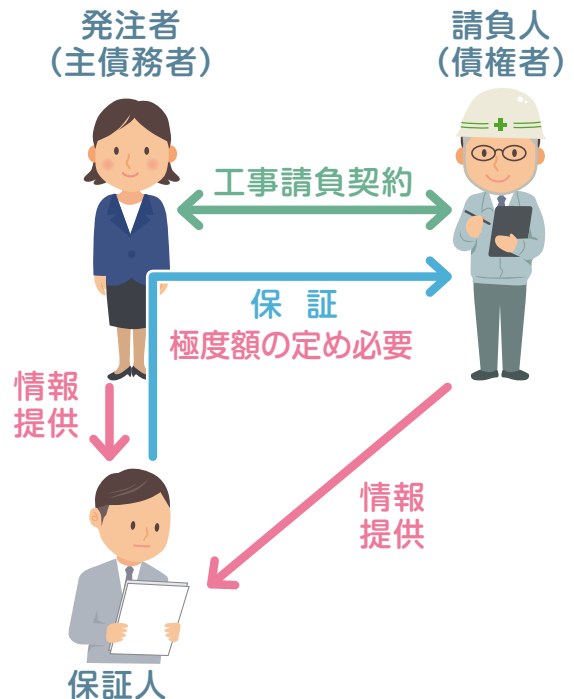 発注者
（主債務者）
請負人
（債権者）
工事請負契約
保 証
極度額の定め必要
情報
提供
情報
提供
保証人